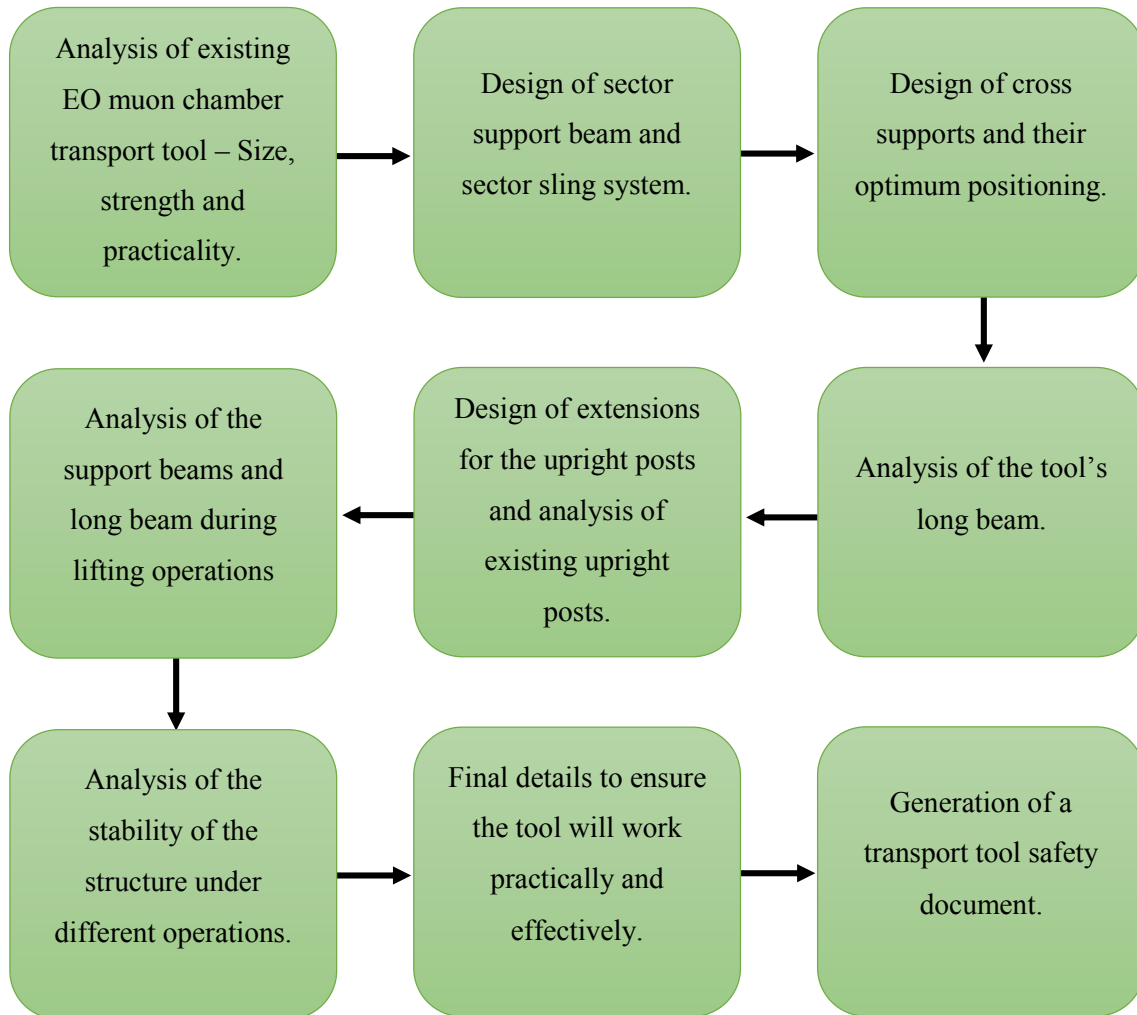 Analysis of existing
EO muon chamber
transport tool – Size,
strength and
practicality.
Design of sector
support beam and
sector sling system.
Design of cross
supports and their
optimum positioning.
Analysis of the tool’s
long beam.
Design of extensions
for the upright posts
and analysis of
existing upright
posts.
Analysis of the
support beams and
long beam during
lifting operations
Analysis of the
stability of the
structure under
different operations.
Final details to ensure
the tool will work
practically and
effectively.
Generation of a
transport tool safety
document.